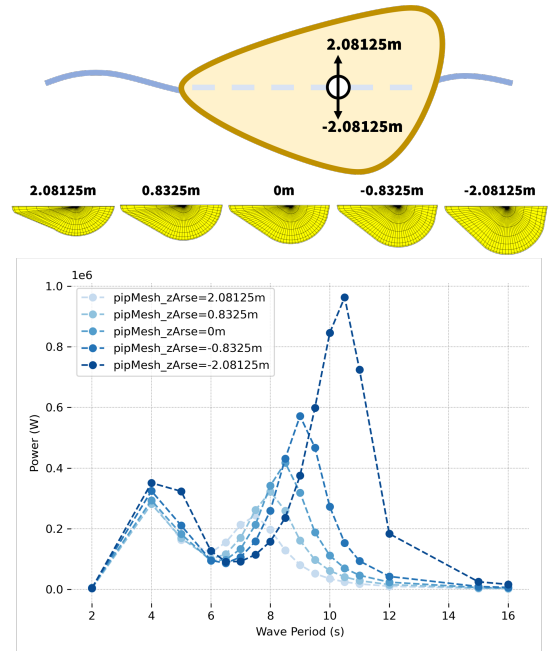 2.08125m
-2.08125m
2.08125m 0.8325m 0m -0.8325m -2.08125m
1e6
pipMesh_zArse=2.08125m
pipMesh_zArse=0.8325m
pipMesh_zArse=0m
pipMesh_zArse=-0.8325m
pipMesh_zArse=-2.08125m
1.0
0.8
0.6
0.4
0.2
0.0
Power (W)
2 4 6 8 10 12 14 16
Wave Period (s)